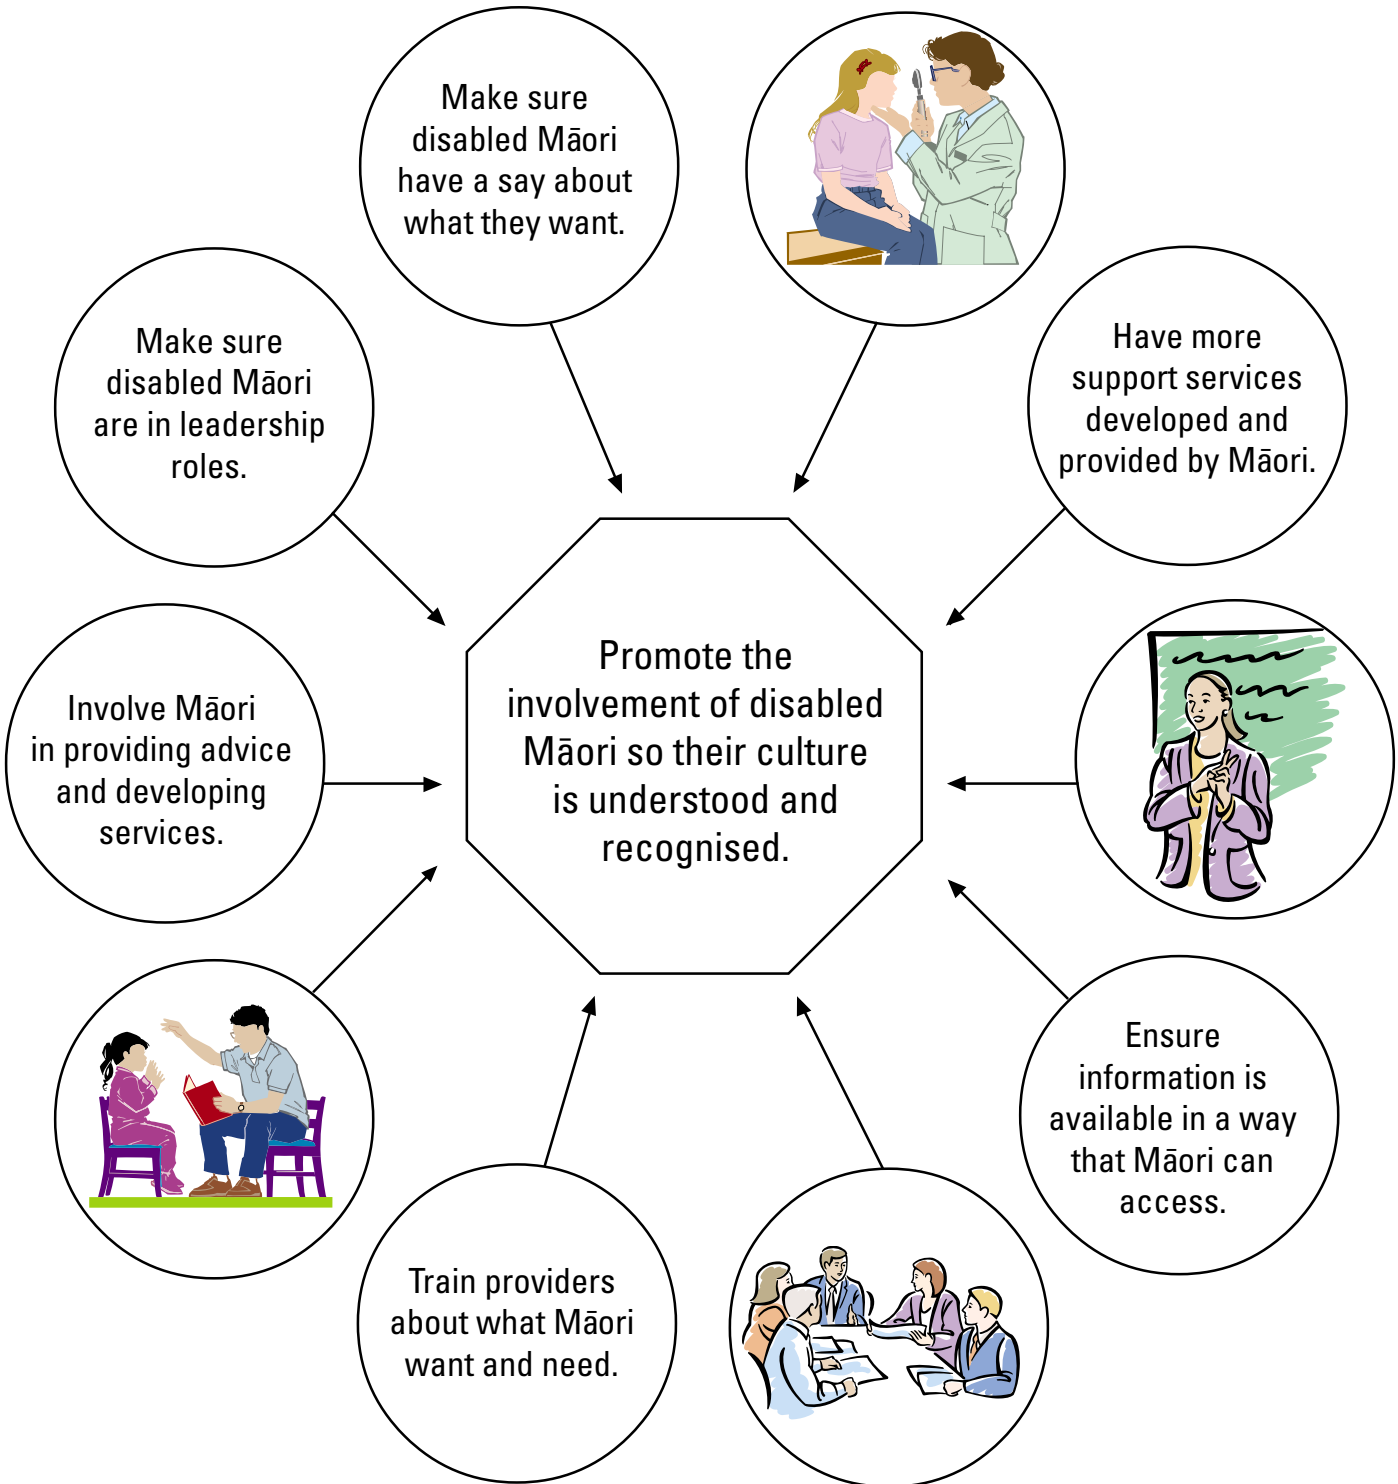 Make sure
disabled Māori
have a say about
what they want.
Have more
support services
developed and
provided by Māori.
Make sure
disabled Māori
are in leadership
roles.
Promote the
involvement of disabled
Māori so their culture
is understood and
recognised.
Involve Māori
in providing advice
and developing
services.
Ensure
information is
available in a way
that Māori can
access.
Train providers
about what Māori
want and need.